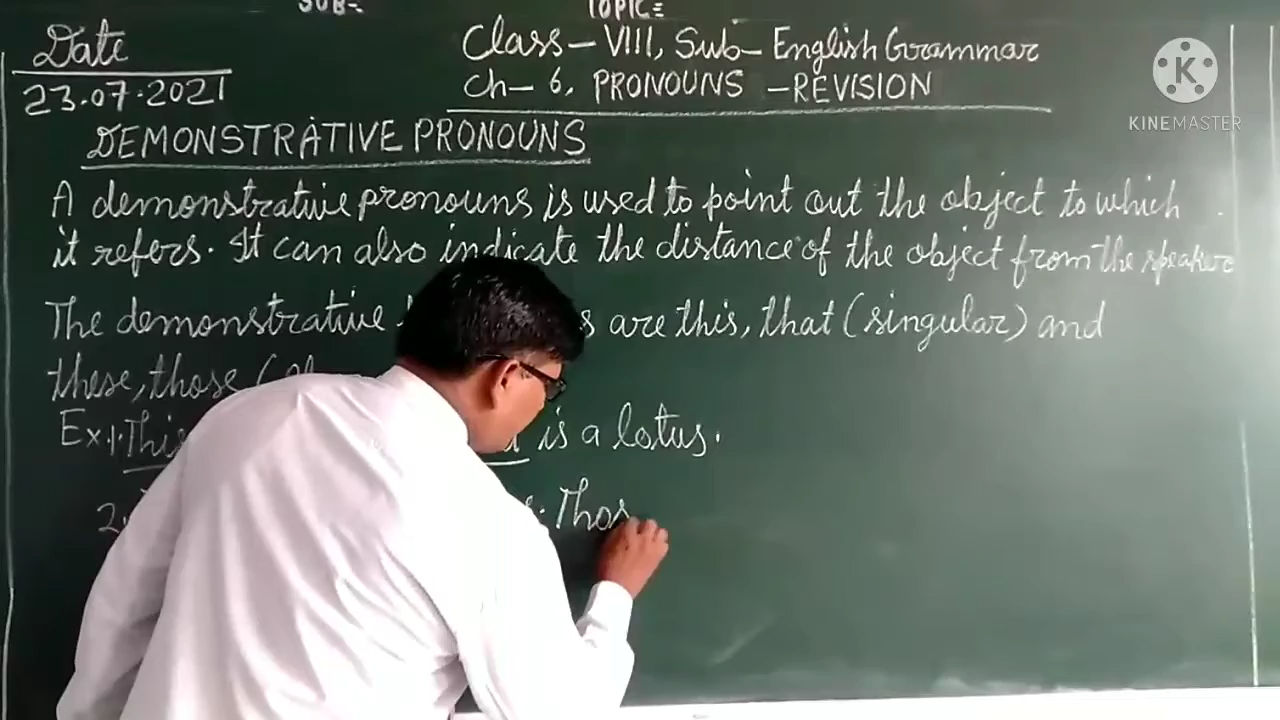 SUB-
TOPIC=
Date
23.07.2021
Class - VIII, Sub - English Grammar
Ch - 6, PRONOUNS - REVISION
K
KINEMASTER
DEMONSTRATIVE PRONOUNS
A demonstrative pronouns is used to point out the object to which
it refers. It can also indicate the distance of the object from the speaker
The demonstrative are this, that (singular) and
these, those (
Ex. 1. This is a lotus.
2. Thos